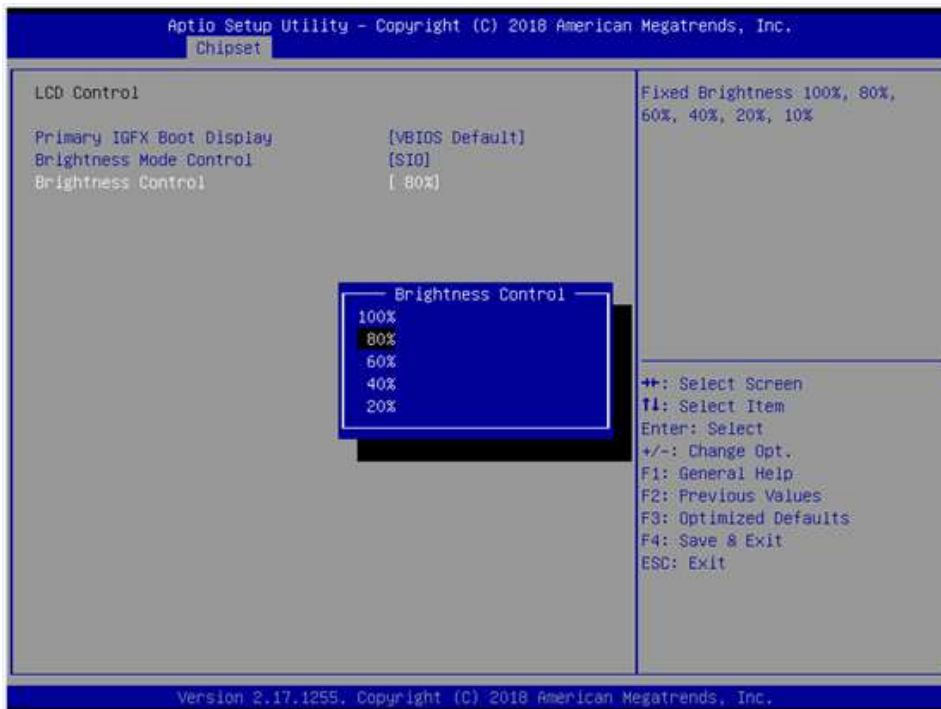 Aptio Setup Utility – Copyright (C) 2018 American Megatrends, Inc.
Chipset
LCD Control
Primary IGFX Boot Display [VBIOS Default]
Brightness Mode Control [SIO]
Brightness Control [ 80%]
Fixed Brightness 100%, 80%,
60%, 40%, 20%, 10%
Brightness Control
100%
80%
60%
40%
20%
→←: Select Screen
↑↓: Select Item
Enter: Select
+/-: Change Opt.
F1: General Help
F2: Previous Values
F3: Optimized Defaults
F4: Save & Exit
ESC: Exit
Version 2.17.1255. Copyright (C) 2018 American Megatrends, Inc.